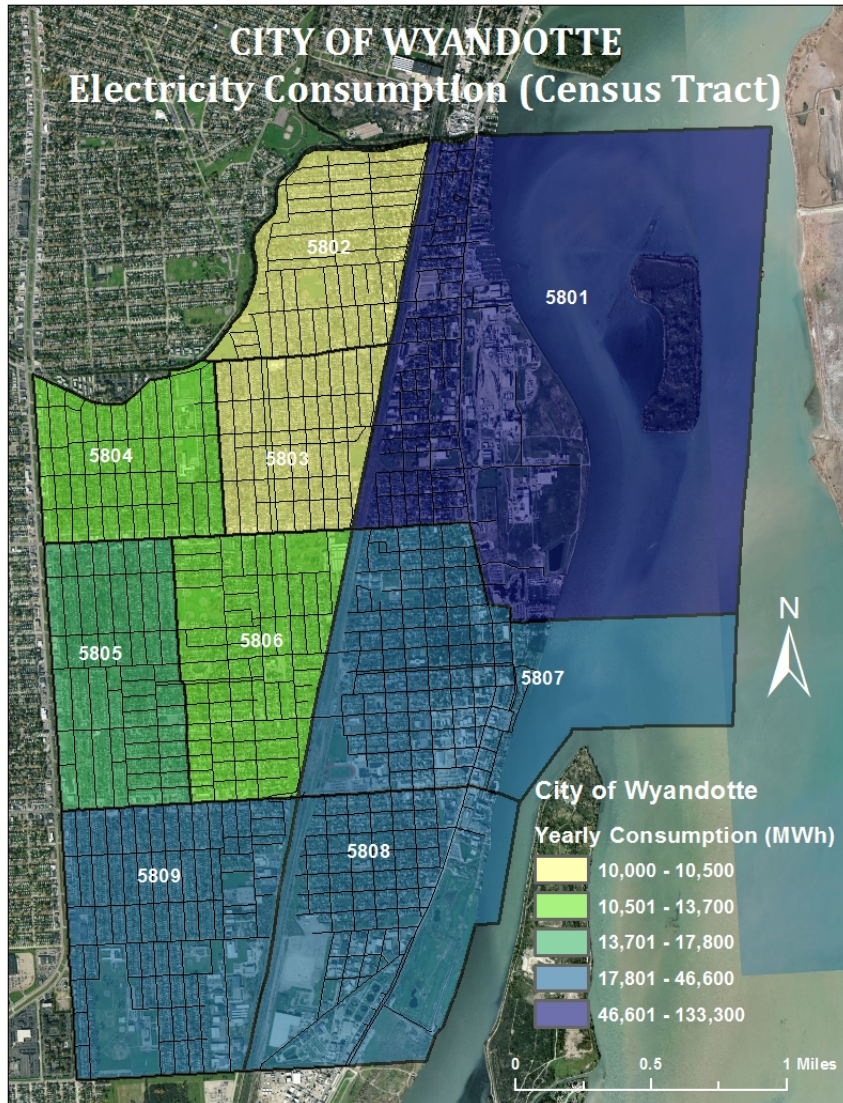 CITY OF WYANDOTTE
Electricity Consumption (Census Tract)
5802
5801
5804
5803
5805
5806
5807
5809
5808
N
City of Wyandotte
Yearly Consumption (MWh)
10,000 - 10,500
10,501 - 13,700
13,701 - 17,800
17,801 - 46,600
46,601 - 133,300
0 0.5 1 Miles